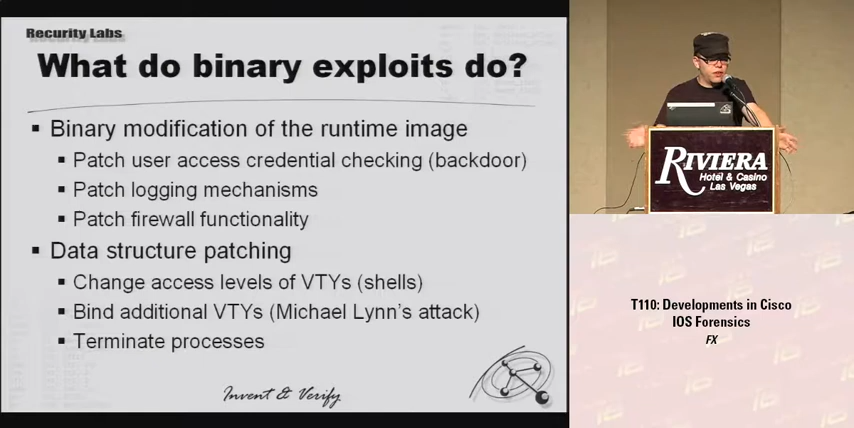 Recurity Labs
What do binary exploits do?
▪ Binary modification of the runtime image
▪ Patch user access credential checking (backdoor)
▪ Patch logging mechanisms
▪ Patch firewall functionality
▪ Data structure patching
▪ Change access levels of VTYs (shells)
▪ Bind additional VTYs (Michael Lynn's attack)
▪ Terminate processes
Invent & Verify
RIVIERA
Hotel & Casino
Las Vegas
T110: Developments in Cisco
IOS Forensics
FX